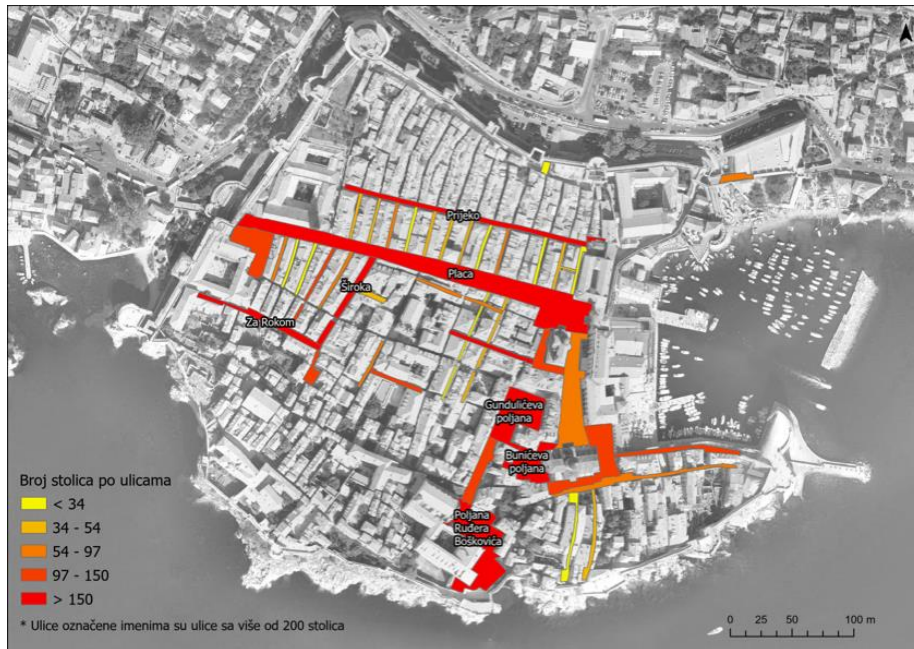 Prijeko
Placa
Široka
Za Rokom
Gundulićeva
poljana
Bunićeva
poljana
Poljana
Ruđera
Boškovića
Broj stolica po ulicama
< 34
34 - 54
54 - 97
97 - 150
> 150
* Ulice označene imenima su ulice sa više od 200 stolica
0 25 50 100 m